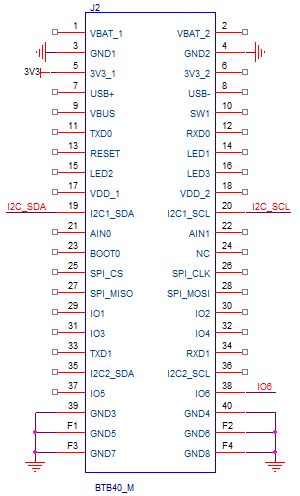 J2
1 VBAT_1 VBAT_2 2
3 GND1 GND2 4
3V3 5 3V3_1 3V3_2 6
7 USB+ USB- 8
9 VBUS SW1 10
11 TXD0 RXD0 12
13 RESET LED1 14
15 LED2 LED3 16
17 VDD_1 VDD_2 18
I2C_SDA 19 I2C1_SDA I2C1_SCL 20 I2C_SCL
21 AIN0 AIN1 22
23 BOOT0 NC 24
25 SPI_CS SPI_CLK 26
27 SPI_MISO SPI_MOSI 28
29 IO1 IO2 30
31 IO3 IO4 32
33 TXD1 RXD1 34
35 I2C2_SDA I2C2_SCL 36
37 IO5 IO6 38 IO6
39 GND3 GND4 40
F1 GND5 GND6 F2
F3 GND7 GND8 F4
BTB40_M